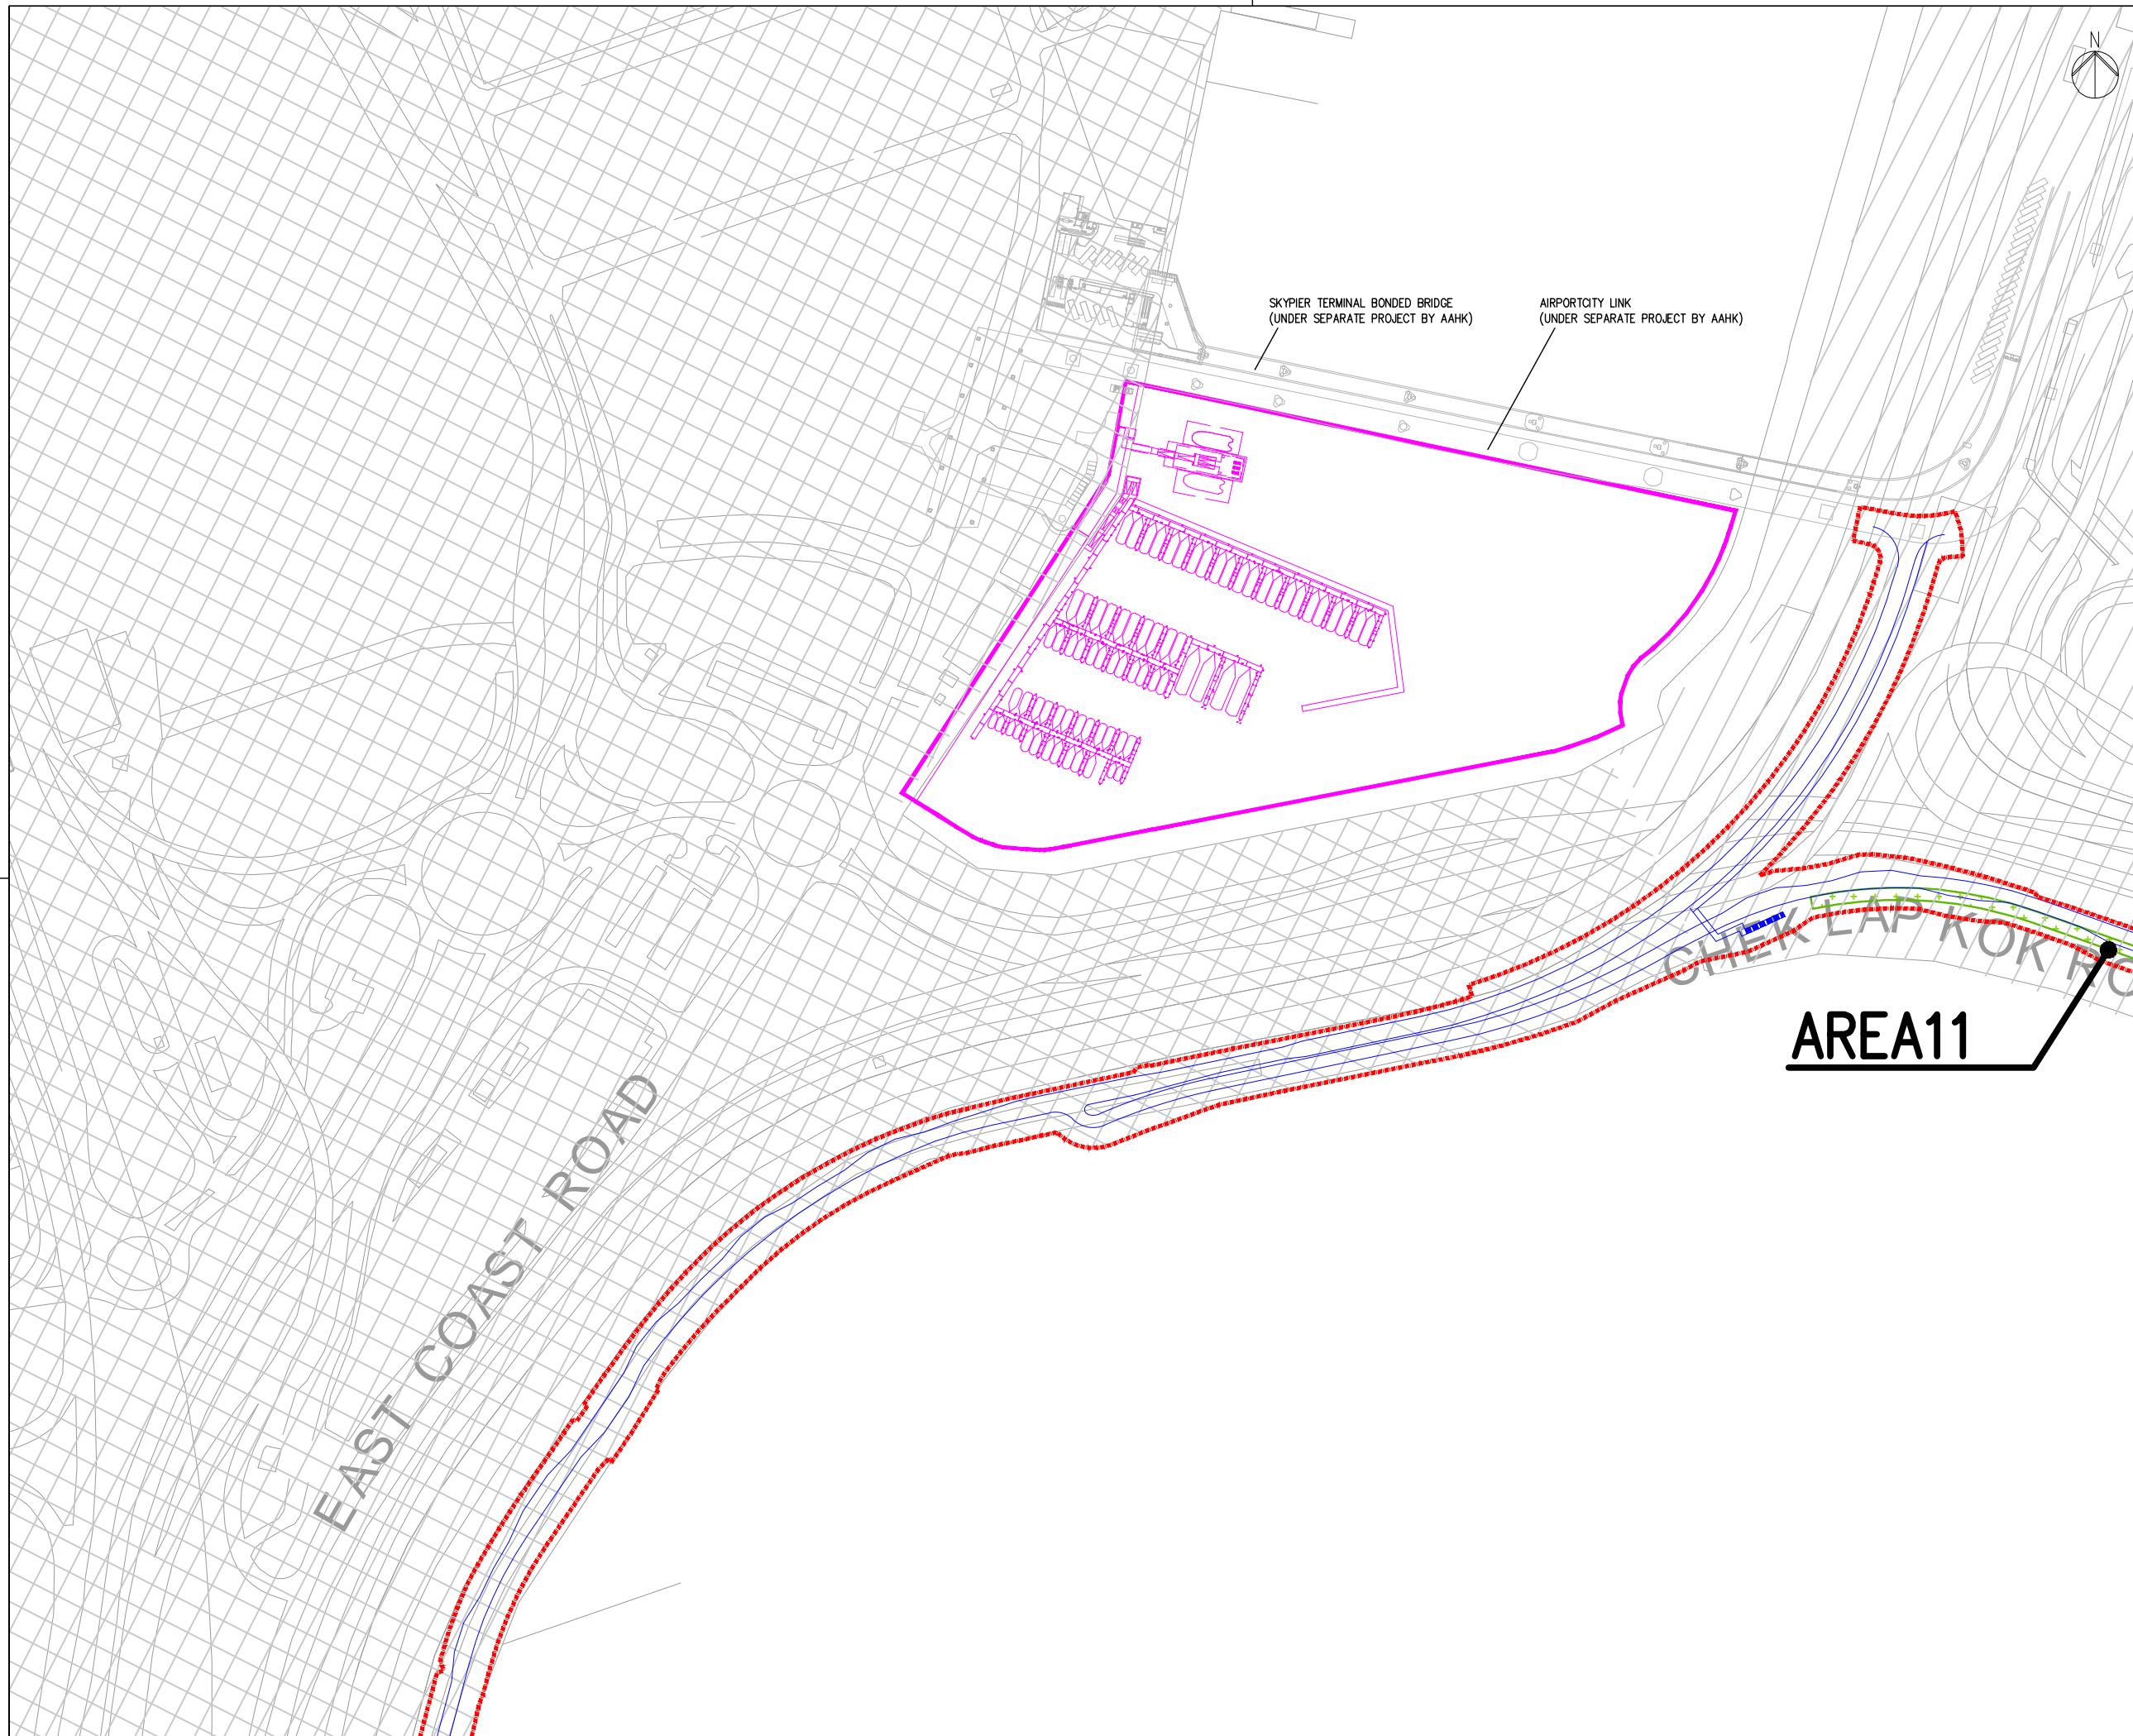 N
SKYPIER TERMINAL BONDED BRIDGE
(UNDER SEPARATE PROJECT BY AAHK)
AIRPORTCITY LINK
(UNDER SEPARATE PROJECT BY AAHK)
CHEK LAP KOK RO
AREA11
EAST COAST ROAD